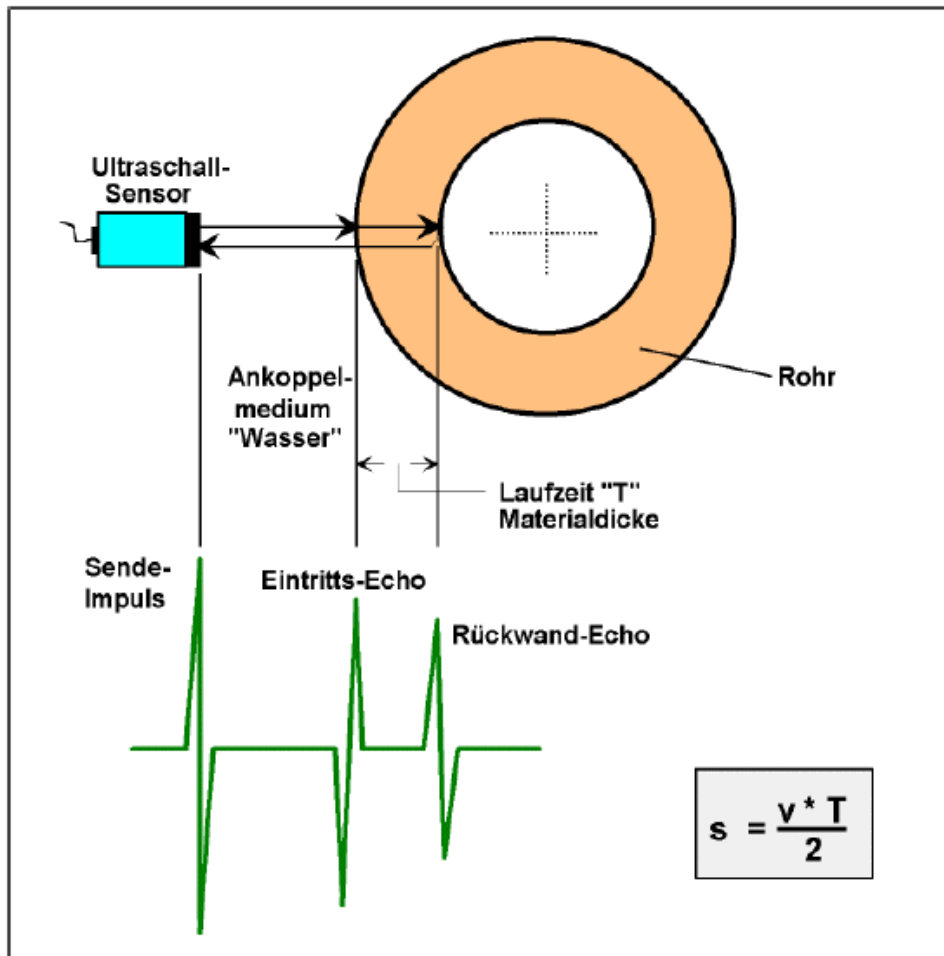 Ultraschall-
Sensor
Rohr
Ankoppel-
medium
"Wasser"
Laufzeit "T"
Materialdicke
Sende-
Impuls
Eintritts-Echo
Rückwand-Echo
s = v * T / 2